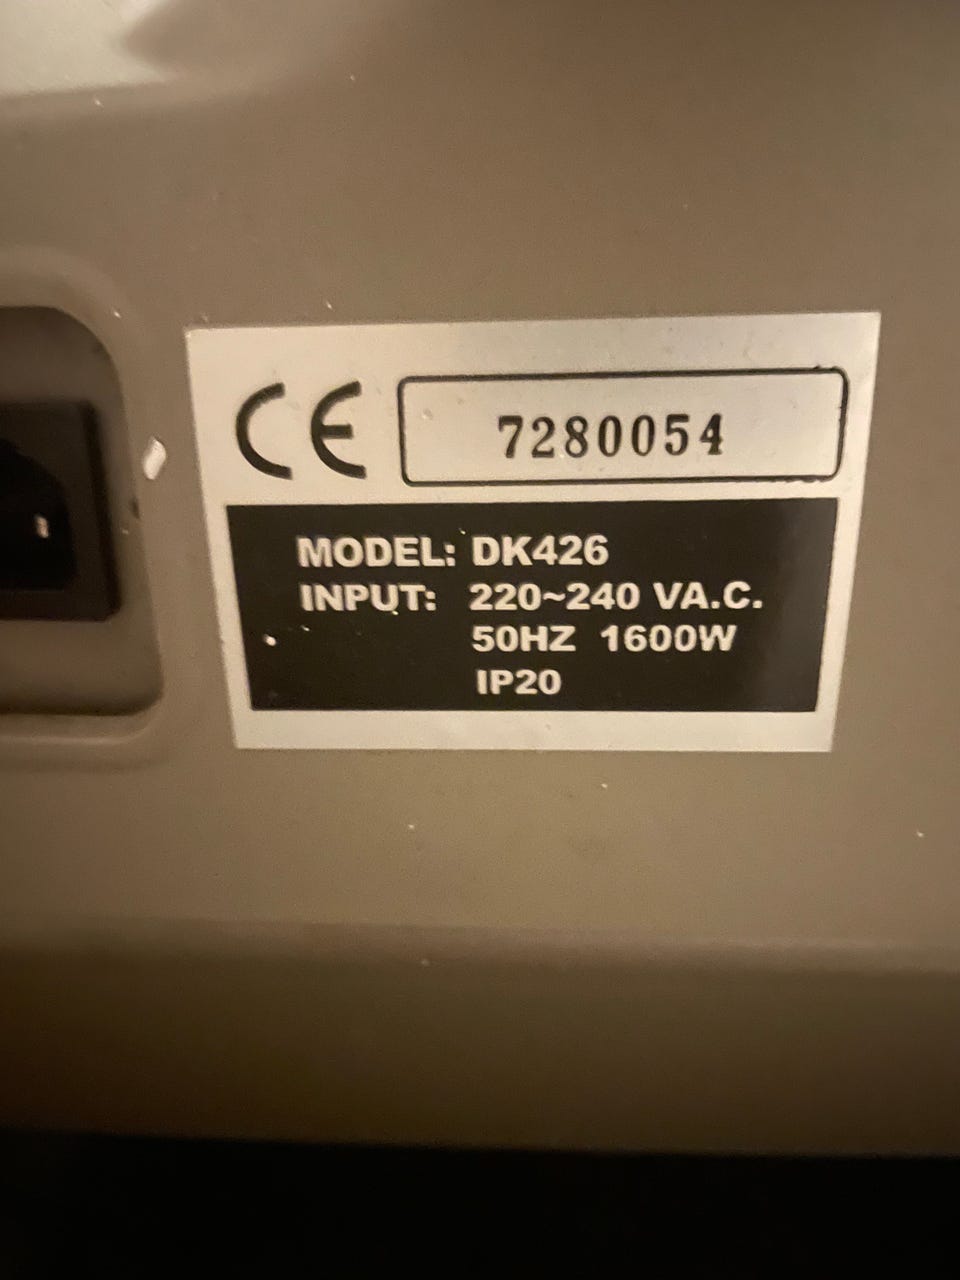 CE 7280054
MODEL: DK426
INPUT: 220~240 VA.C.
50HZ 1600W
IP20